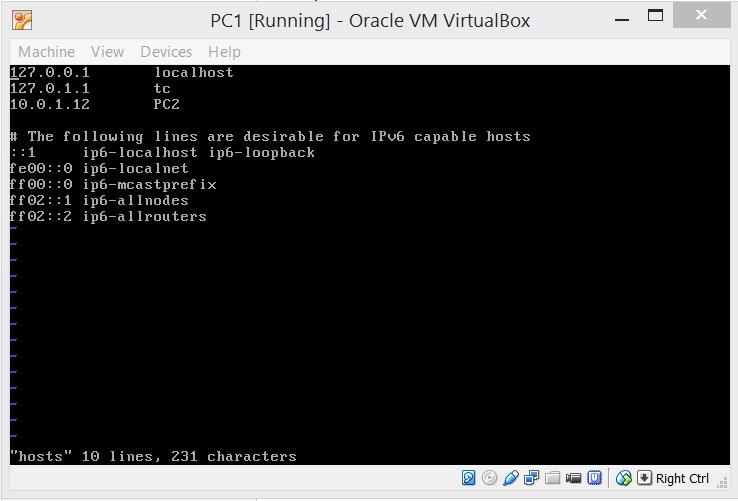 PC1 [Running] - Oracle VM VirtualBox
Machine View Devices Help
127.0.0.1 localhost
127.0.1.1 tc
10.0.1.12 PC2
# The following lines are desirable for IPv6 capable hosts
::1 ip6-localhost ip6-loopback
fe00::0 ip6-localnet
ff00::0 ip6-mcastprefix
ff02::1 ip6-allnodes
ff02::2 ip6-allrouters
~
~
~
~
~
~
~
~
~
~
~
~
~
~
"hosts" 10 lines, 231 characters
Right Ctrl